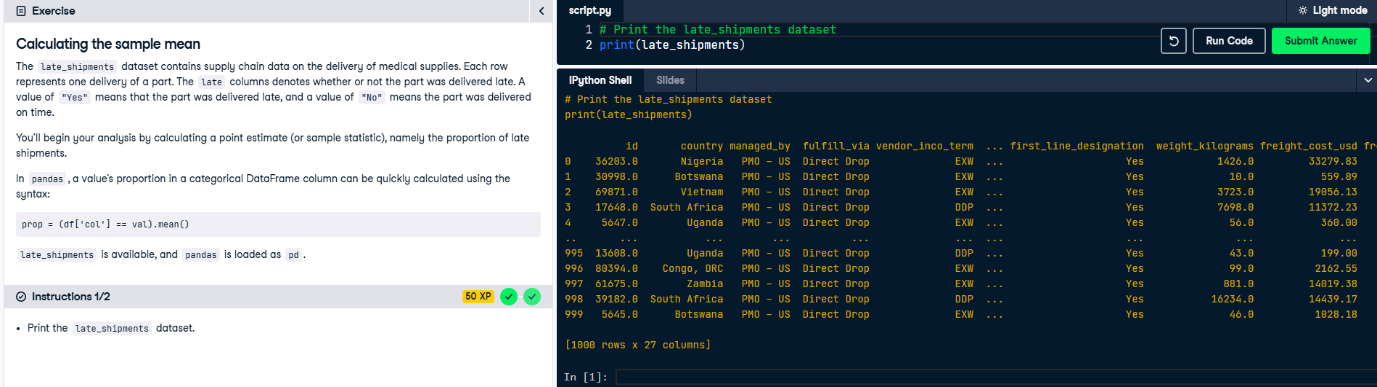 Exercise
Calculating the sample mean
The late_shipments dataset contains supply chain data on the delivery of medical supplies. Each row
represents one delivery of a part. The late columns denotes whether or not the part was delivered late. A
value of "Yes" means that the part was delivered late, and a value of "No" means the part was delivered
on time.
You'll begin your analysis by calculating a point estimate (or sample statistic), namely the proportion of late
shipments.
In pandas, a value's proportion in a categorical DataFrame column can be quickly calculated using the
syntax:
prop = (df['col'] == val).mean()
late_shipments is available, and pandas is loaded as pd.
Instructions 1/2
50 XP
• Print the late_shipments dataset.
script.py
Light mode
1 # Print the late_shipments dataset
2 print(late_shipments)
Run Code
Submit Answer
IPython Shell
Slides
# Print the late_shipments dataset
print(late_shipments)
id country managed_by fulfill_via vendor_inco_term ... first_line_designation weight_kilograms freight_cost_usd
0 36203.0 Nigeria PMO - US Direct Drop EXW ... Yes 1426.0 33279.83
1 30998.0 Botswana PMO - US Direct Drop EXW ... Yes 10.0 559.89
2 69871.0 Vietnam PMO - US Direct Drop EXW ... Yes 3723.0 19056.13
3 17648.0 South Africa PMO - US Direct Drop DDP ... Yes 7698.0 11372.23
4 5647.0 Uganda PMO - US Direct Drop EXW ... Yes 56.0 360.00
.. ... ... ... ... ... ... ... ... ...
995 13608.0 Uganda PMO - US Direct Drop DDP ... Yes 43.0 199.00
996 80394.0 Congo, DRC PMO - US Direct Drop EXW ... Yes 99.0 2162.55
997 61675.0 Zambia PMO - US Direct Drop EXW ... Yes 881.0 14019.38
998 39182.0 South Africa PMO - US Direct Drop DDP ... Yes 16234.0 14439.17
999 5645.0 Botswana PMO - US Direct Drop EXW ... Yes 46.0 1028.18
[1000 rows x 27 columns]
In [1]: